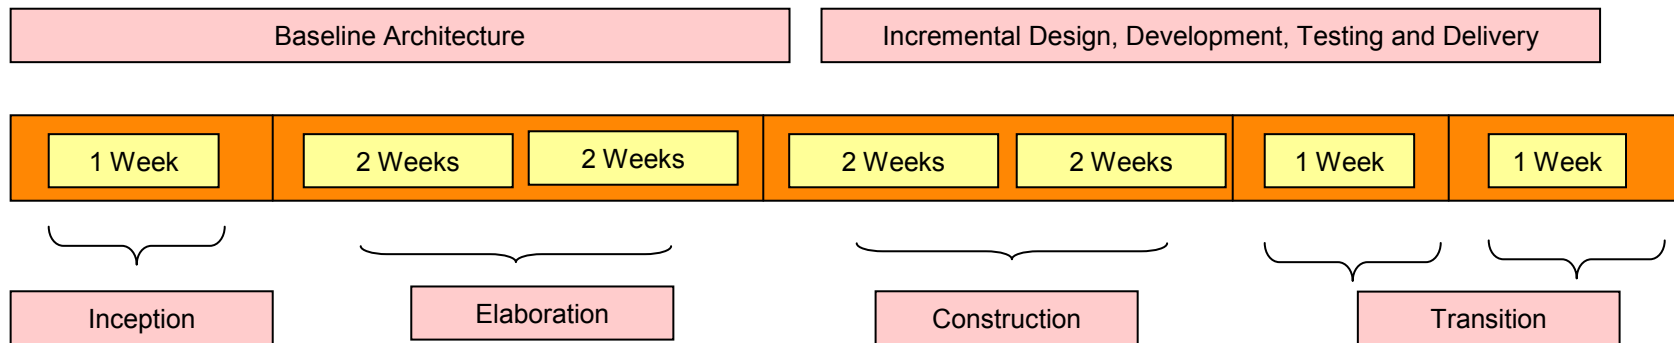 Baseline Architecture
Incremental Design, Development, Testing and Delivery
1 Week
2 Weeks
2 Weeks
2 Weeks
2 Weeks
1 Week
1 Week
Inception
Elaboration
Construction
Transition